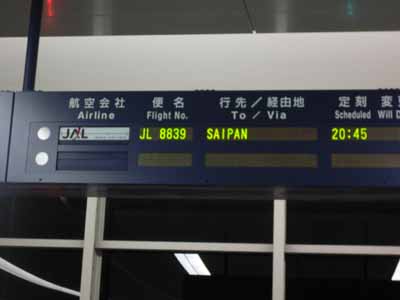 航空会社 便名 行先／経由地 定刻 変更
Airline Flight No. To / Via Scheduled Will
JAL JL 8839 SAIPAN 20:45